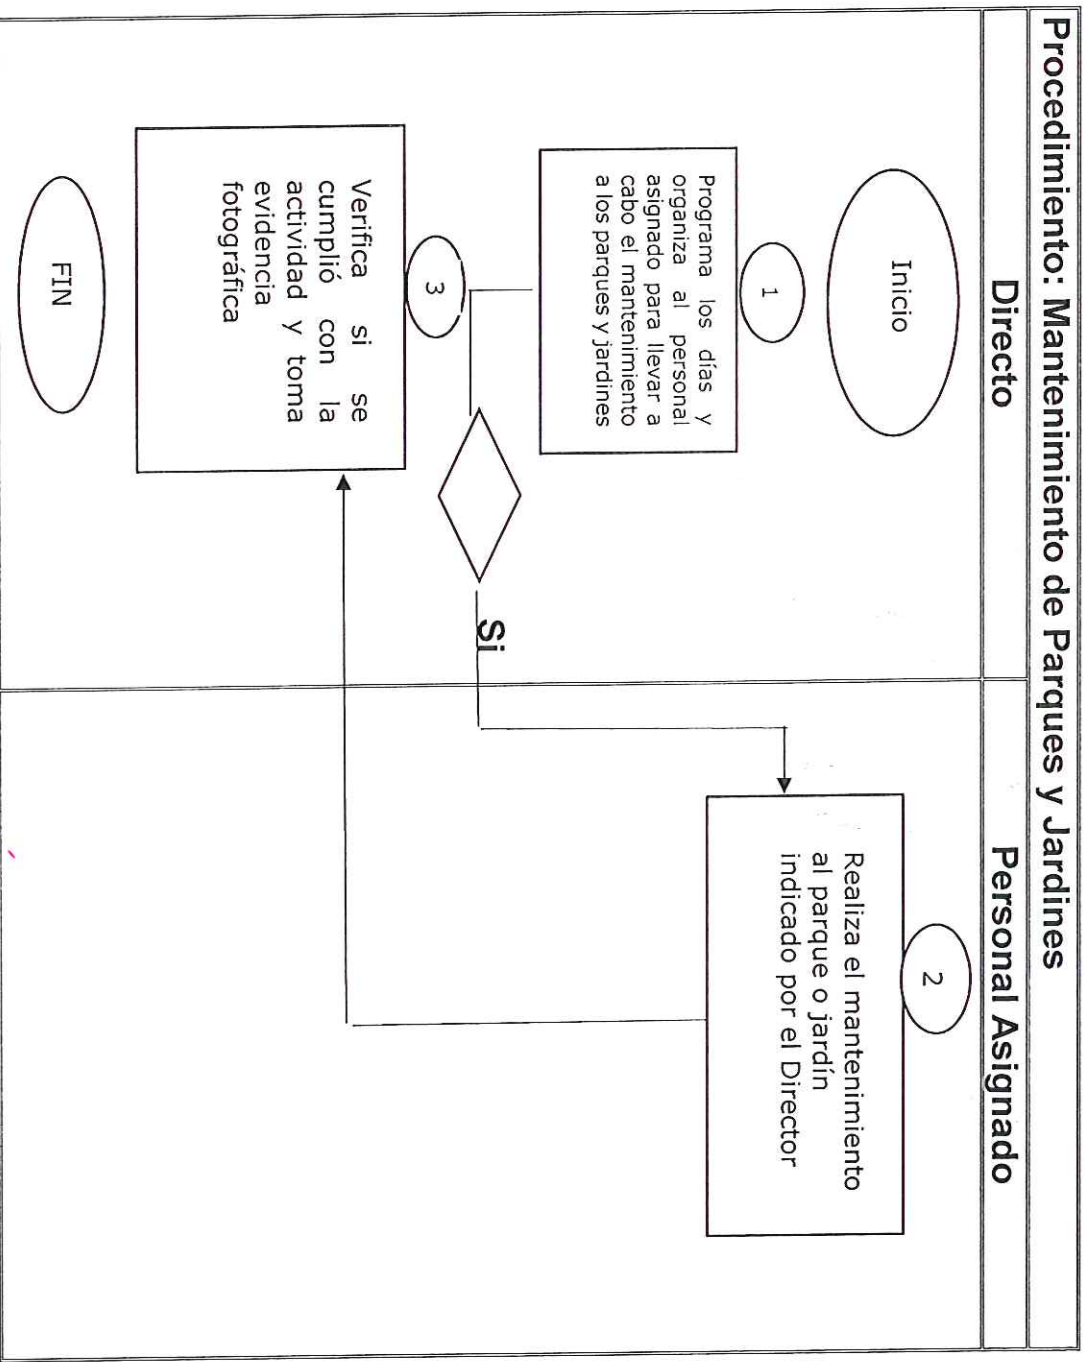 Procedimiento: Mantenimiento de Parques y Jardines
Directo
Personal Asignado
Inicio
1
Programa los días y
organiza al personal
asignado para llevar a
cabo el mantenimiento
a los parques y jardines
Si
2
Realiza el mantenimiento
al parque o jardín
indicado por el Director
3
Verifica si se
cumplió con la
actividad y toma
evidencia
fotográfica
FIN